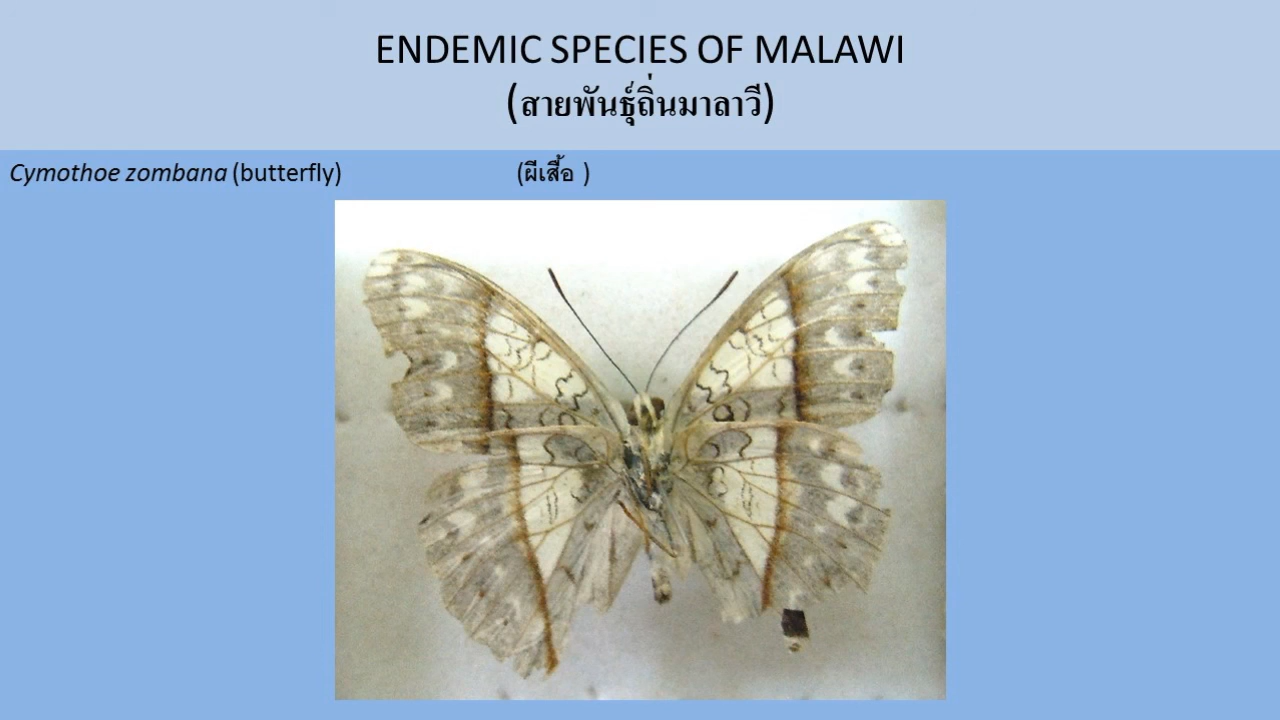 ENDEMIC SPECIES OF MALAWI
(สายพันธุ์ถิ่นมาลาวี)
Cymothoe zombana (butterfly) (ผีเสื้อ )